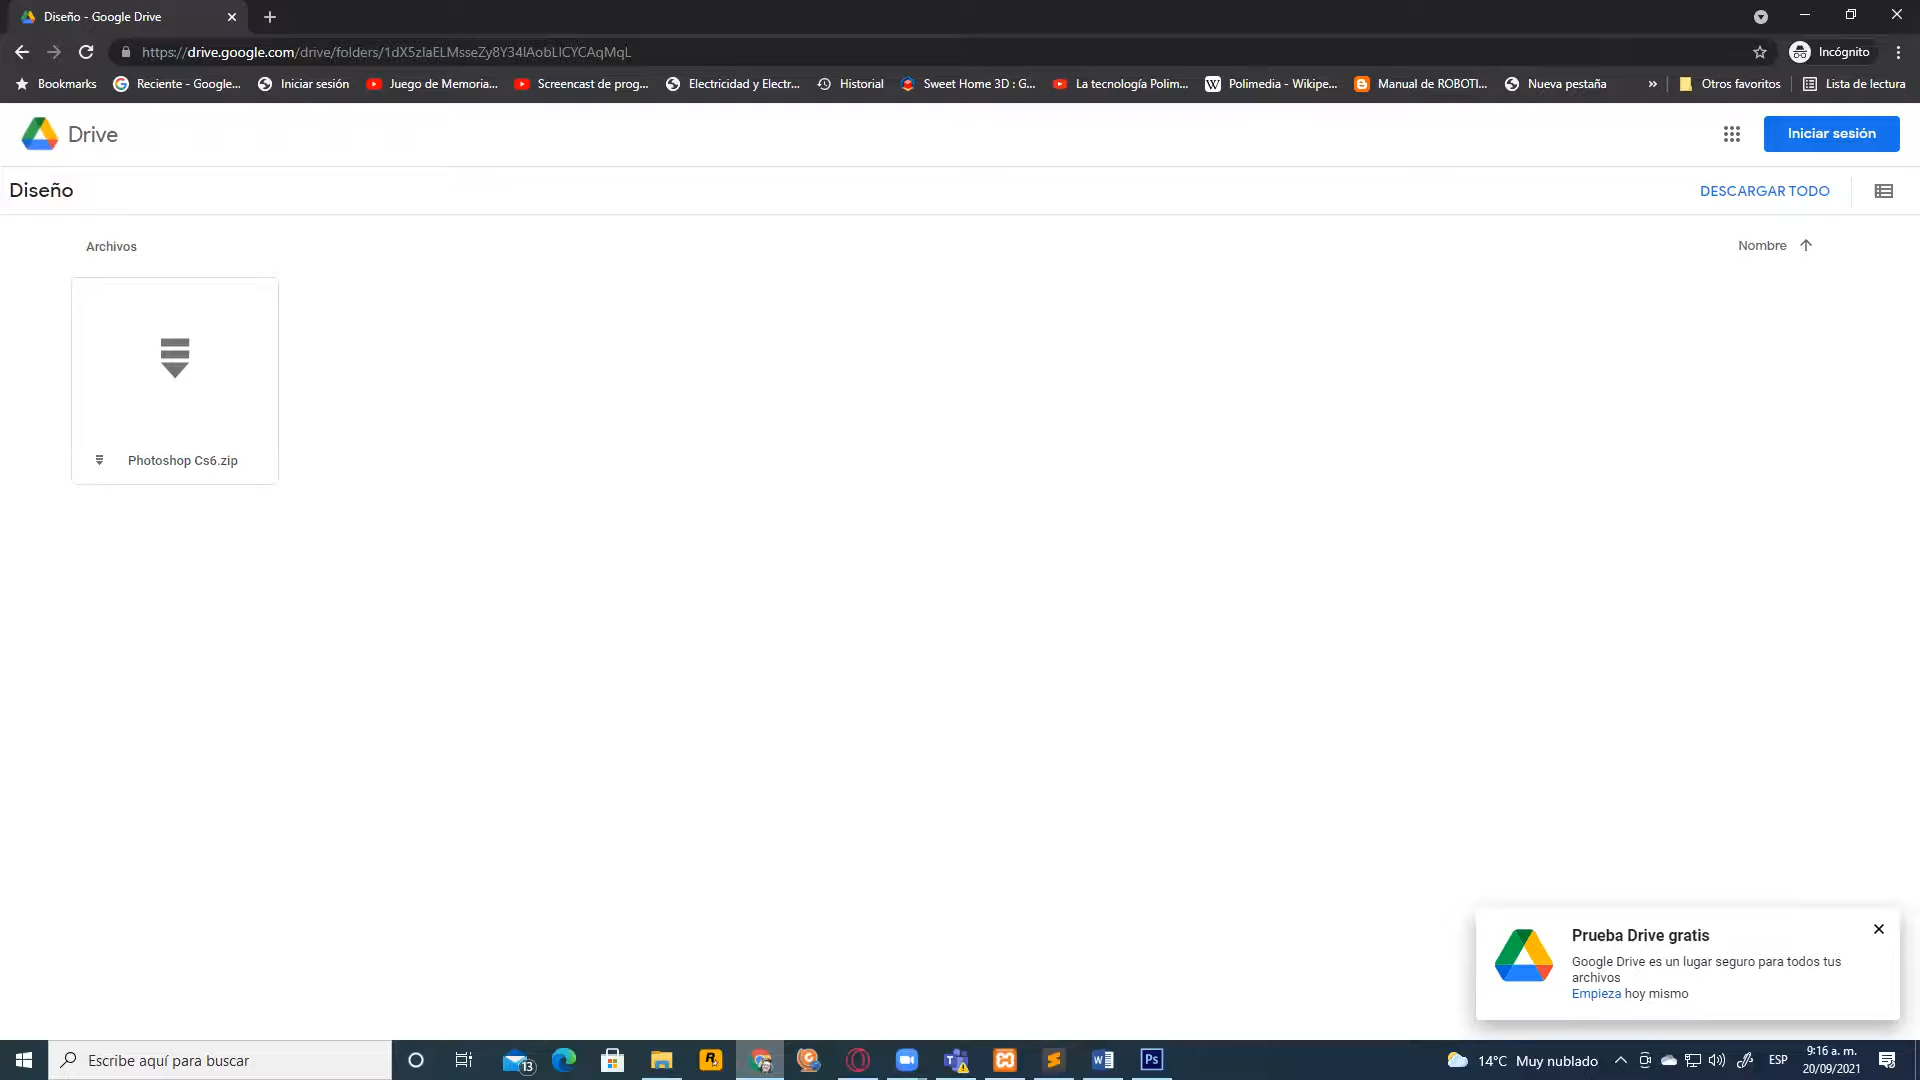 Diseño - Google Drive
https://drive.google.com/drive/folders/1dX5zIaELMsseZy8Y34lAobLlCYCAqMqL
Incógnito
Bookmarks
Reciente - Google...
Iniciar sesión
Juego de Memoria...
Screencast de prog...
Electricidad y Electr...
Historial
Sweet Home 3D : G...
La tecnología Polim...
Polimedia - Wikipe...
Manual de ROBOTI...
Nueva pestaña
»
Otros favoritos
Lista de lectura
Drive
Iniciar sesión
Diseño
DESCARGAR TODO
Archivos
Nombre
Photoshop Cs6.zip
Prueba Drive gratis
Google Drive es un lugar seguro para todos tus
archivos
Empieza hoy mismo
Escribe aquí para buscar
13
Ps
14°C Muy nublado
ESP
9:16 a. m.
20/09/2021